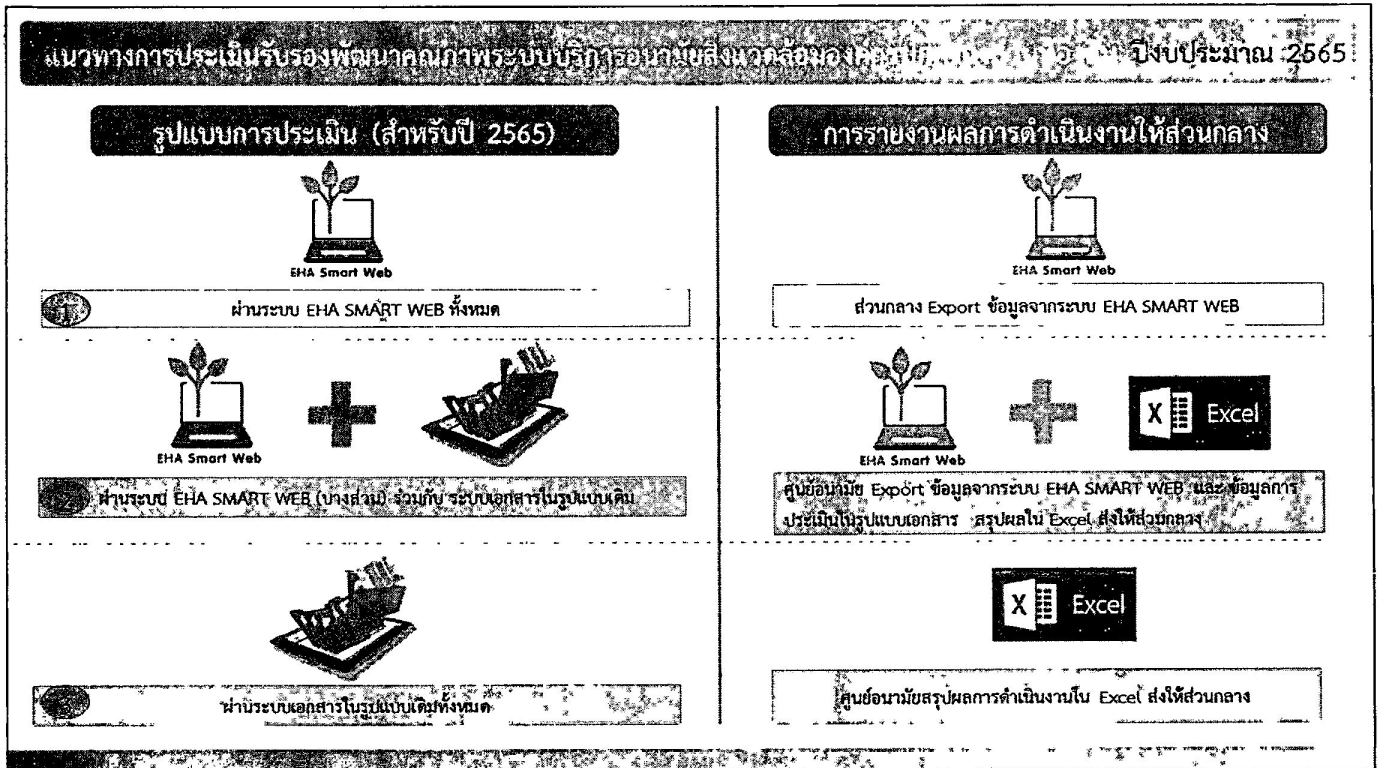 แนวทางการประเมินรับรองพัฒนาคุณภาพระบบบริการอนามัยสิ่งแวดล้อม ปีงบประมาณ 2565
รูปแบบการประเมิน (สำหรับปี 2565)
EHA Smart Web
1 ผ่านระบบ EHA SMART WEB ทั้งหมด
EHA Smart Web
2 ผ่านระบบ EHA SMART WEB (บางส่วน) ร่วมกับ ระบบเอกสารในรูปแบบเดิม
ผ่านระบบเอกสารในรูปแบบเดิมทั้งหมด
การรายงานผลการดำเนินงานให้ส่วนกลาง
EHA Smart Web
ส่วนกลาง Export ข้อมูลจากระบบ EHA SMART WEB
EHA Smart Web
X Excel
ศูนย์อนามัย Export ข้อมูลจากระบบ EHA SMART WEB และ ข้อมูลการ
ประเมินในรูปแบบเอกสาร สรุปผลใน Excel ส่งให้ส่วนกลาง
X Excel
ศูนย์อนามัยสรุปผลการดำเนินงานใน Excel ส่งให้ส่วนกลาง